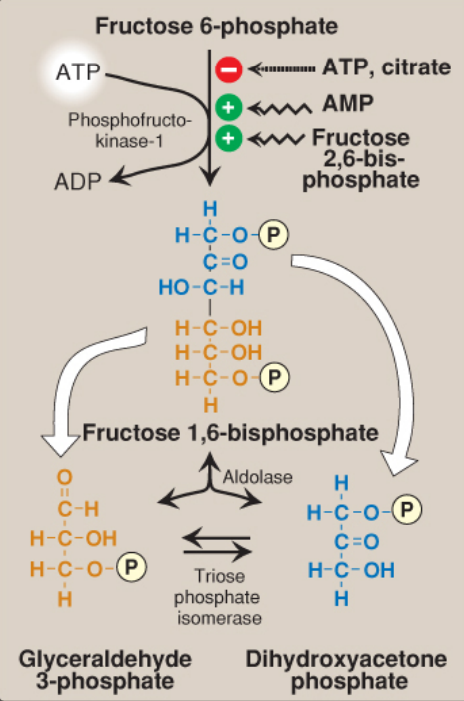 Fructose 6-phosphate
ATP
− ATP, citrate
+ AMP
Phosphofructo-
kinase-1
+ Fructose
2,6-bis-
phosphate
ADP
H
H-C-O-P
C=O
HO-C-H
H-C-OH
H-C-OH
H-C-O-P
H
Fructose 1,6-bisphosphate
Aldolase
O
C-H
H-C-OH
H-C-O-P
H
H
H-C-O-P
C=O
H-C-OH
H
Triose
phosphate
isomerase
Glyceraldehyde
3-phosphate
Dihydroxyacetone
phosphate